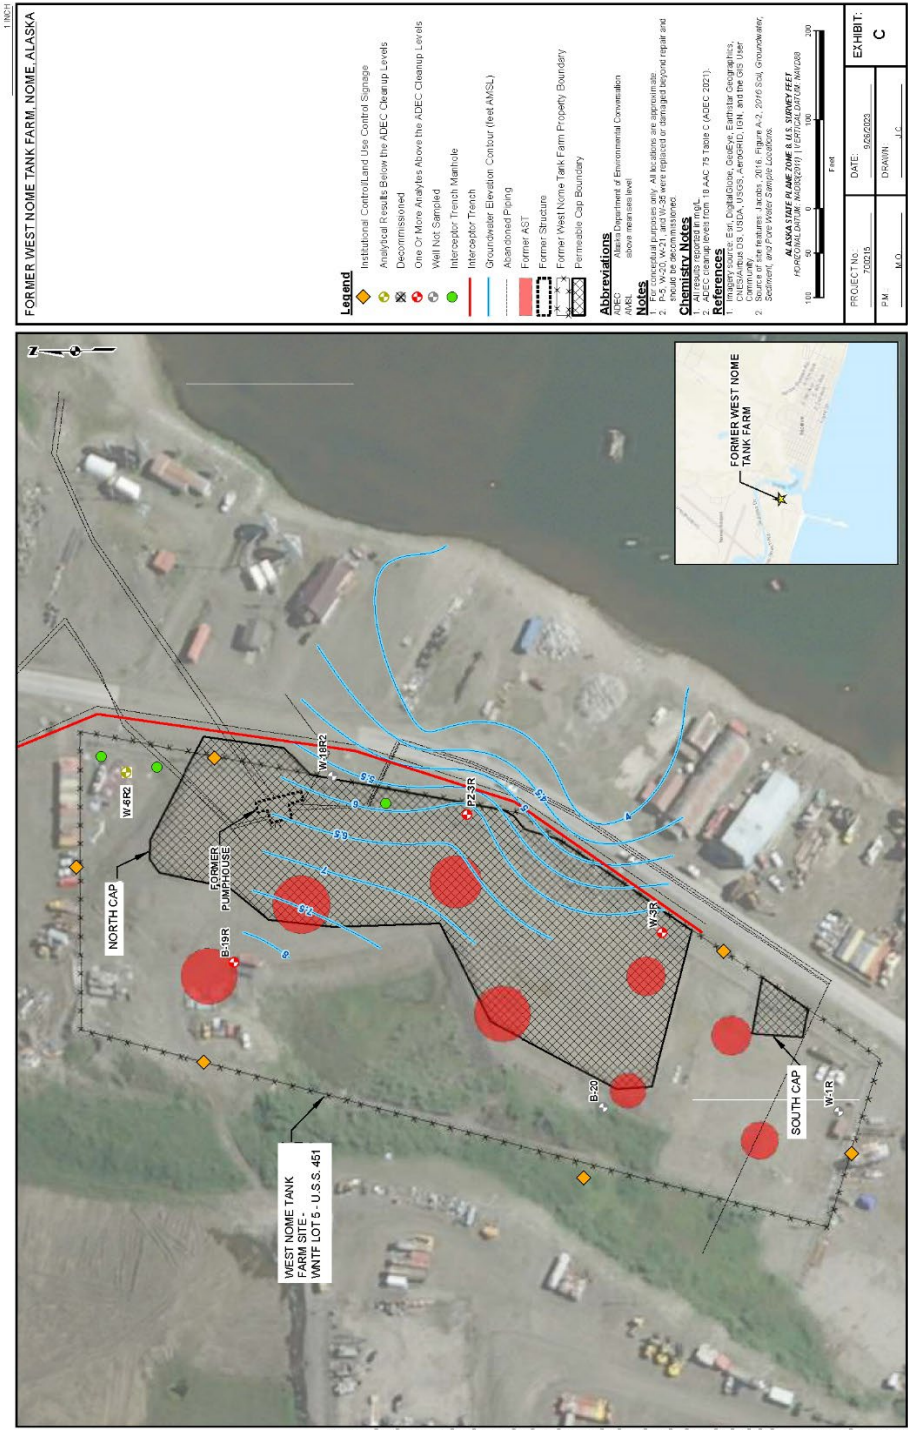 1 INCH
FORMER WEST NOME TANK FARM, NOME, ALASKA
Legend
Institutional Control/Land Use Control Signage
Analytical Results Below the ADEC Cleanup Levels
Decommissioned
One Or More Analytes Above the ADEC Cleanup Levels
Well Not Sampled
Interceptor Trench Manhole
Interceptor Trench
Groundwater Elevation Contour (feet AMSL)
Abandoned Piping
Former AST
Former Structure
Former West Nome Tank Farm Property Boundary
Permeable Cap Boundary
Abbreviations
ADEC Alaska Department of Environmental Conservation
AMSL above mean sea level
Notes
1. For conceptual purposes only. All locations are approximate.
2. P-5, W-20, W-21, and W-35 were replaced or damaged beyond repair and
should be decommissioned.
Chemistry Notes
1. All results reported in mg/L.
2. ADEC cleanup levels from 18 AAC 75 Table C (ADEC 2021).
References
1. Imagery source: Esri, DigitalGlobe, GeoEye, Earthstar Geographics,
CNES/Airbus DS, USDA, USGS, AeroGRID, IGN, and the GIS User
Community
2. Source of site features: Jacobs, 2016. Figure A-2, 2016 Soil, Groundwater,
Sediment, and Pore Water Sample Locations.
ALASKA STATE PLANE ZONE 8 U.S. SURVEY FEET
HORIZONTAL DATUM: NAD83(2011) | VERTICAL DATUM: NAVD88
100 50 0 100 200
Feet
PROJECT No.: 700215
DATE: 9/26/2023
EXHIBIT:
C
P.M.: M.O.
DRAWN: J.C.
N
NORTH CAP
W-6R2
FORMER
PUMPHOUSE
W-18R2
B-19R
PZ-3R
W-3R
B-20
SOUTH CAP
W-1R
WEST NOME TANK
FARM SITE -
WNTF LOT 5 - U.S.S. 451
8
7.5
7
6.5
6
5.5
5
4.5
4
FORMER WEST NOME
TANK FARM